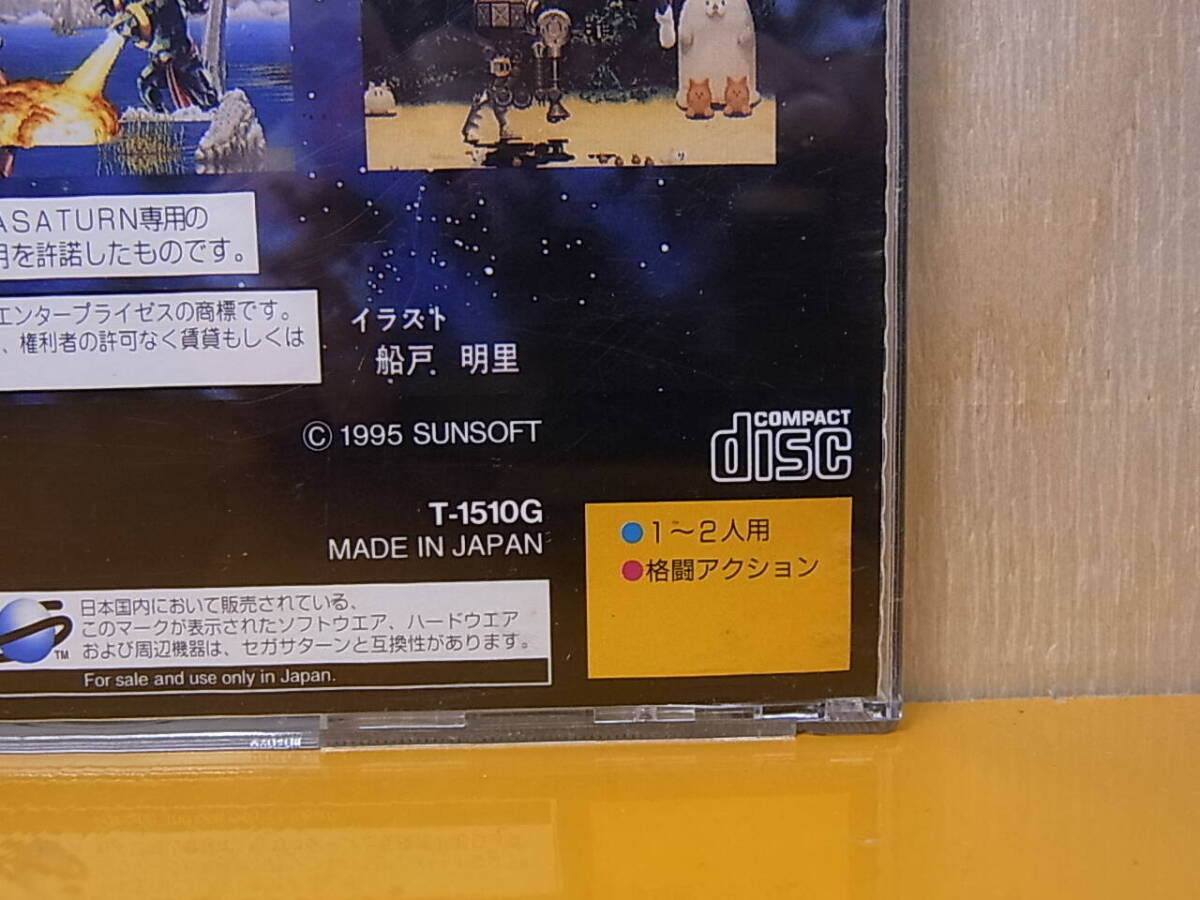 ASATURN専用の
用を許諾したものです。
エンタープライゼスの商標です。
、権利者の許可なく賃貸もしくは
イラスト
船戸 明里
© 1995 SUNSOFT
COMPACT
disc
T-1510G
MADE IN JAPAN
●1～2人用
●格闘アクション
日本国内において販売されている、
このマークが表示されたソフトウエア、ハードウエア
および周辺機器は、セガサターンと互換性があります。
TM
For sale and use only in Japan.